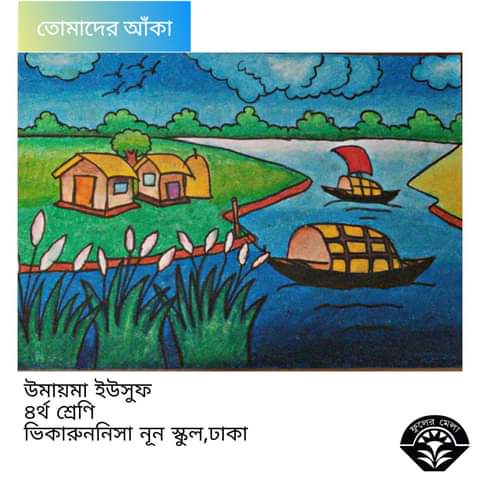 তোমাদের আঁকা
উমায়মা ইউসুফ
৪র্থ শ্রেণি
ভিকারুননিসা নূন স্কুল,ঢাকা
ফুলের মেলা